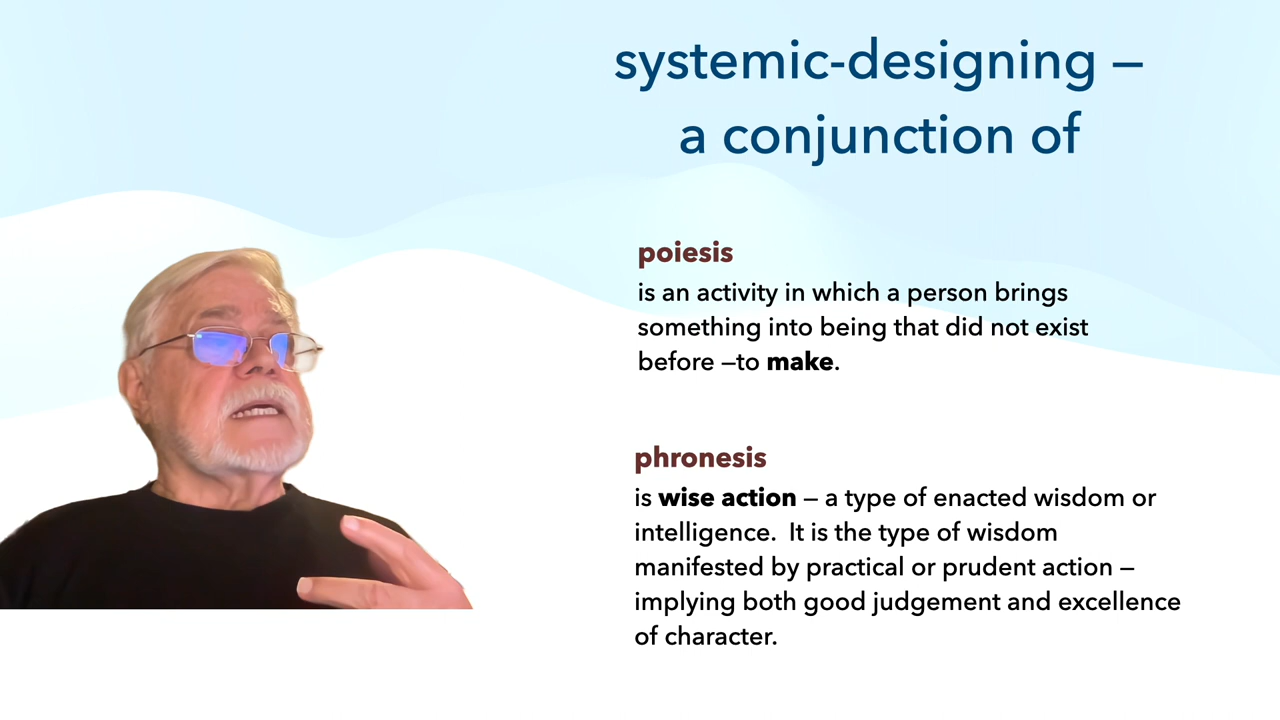 systemic-designing –
a conjunction of
poiesis
is an activity in which a person brings
something into being that did not exist
before –to make.
phronesis
is wise action – a type of enacted wisdom or
intelligence.  It is the type of wisdom
manifested by practical or prudent action –
implying both good judgement and excellence
of character.